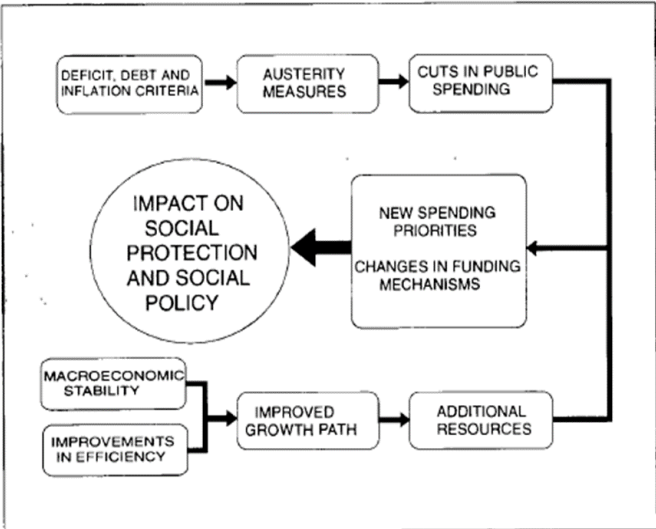 DEFICIT, DEBT AND
INFLATION CRITERIA
AUSTERITY
MEASURES
CUTS IN PUBLIC
SPENDING
IMPACT ON
SOCIAL
PROTECTION
AND SOCIAL
POLICY
NEW SPENDING
PRIORITIES
CHANGES IN FUNDING
MECHANISMS
MACROECONOMIC
STABILITY
IMPROVEMENTS
IN EFFICIENCY
IMPROVED
GROWTH PATH
ADDITIONAL
RESOURCES